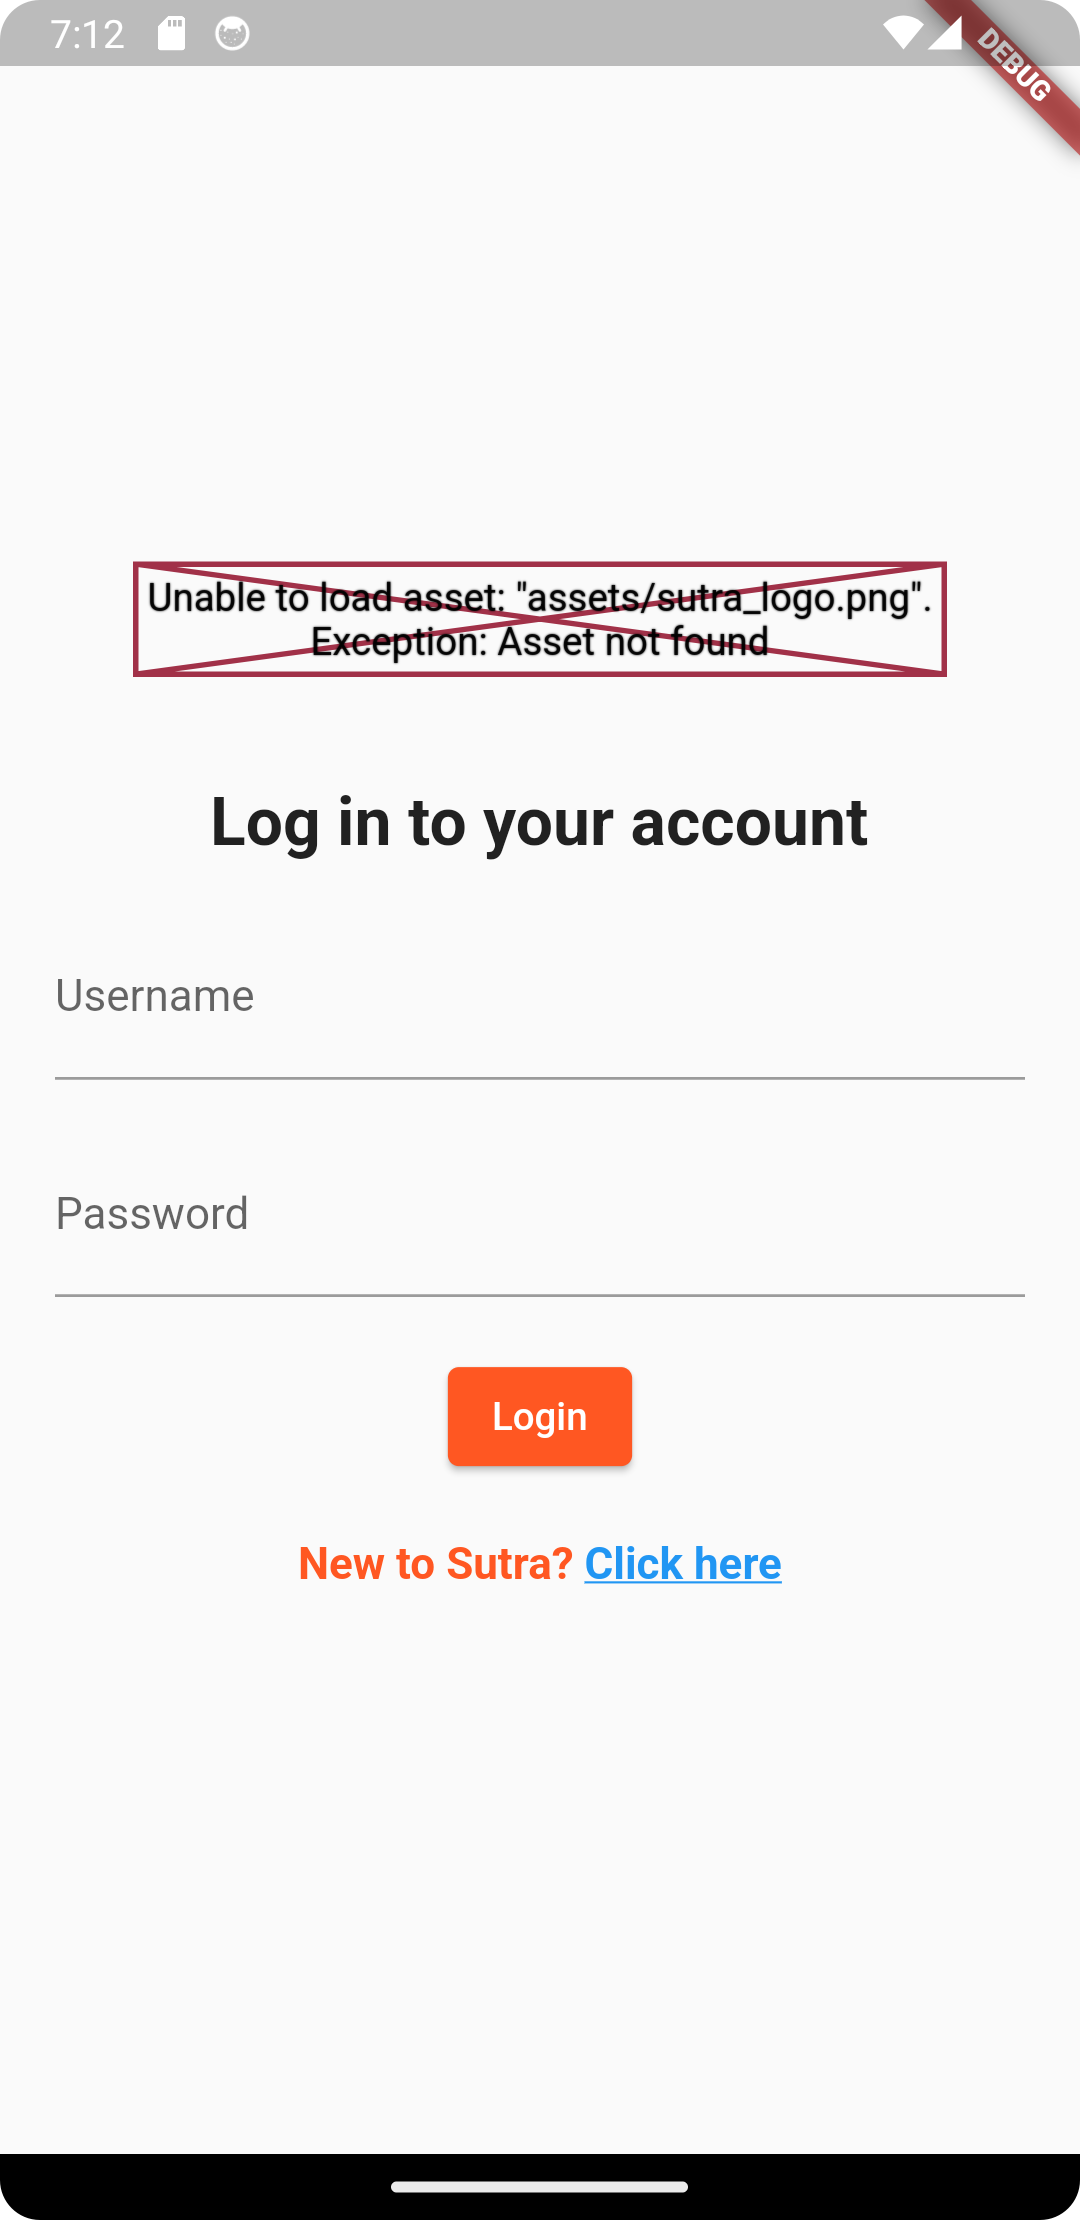 7:12
DEBUG
Unable to load asset: "assets/sutra_logo.png".
Exception: Asset not found
Log in to your account
Username
Password
Login
New to Sutra? Click here